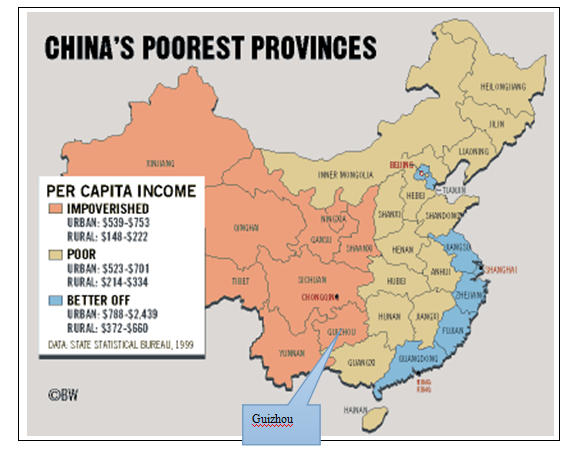 CHINA'S POOREST PROVINCES
HEILONGJIANG
JILIN
LIAONING
XINJIANG
INNER MONGOLIA
BEIJING
TIANJIN
HEBEI
SHANXI
SHANDONG
NINGXIA
QINGHAI
GANSU
SHAANXI
HENAN
JIANGSU
SHANGHAI
ANHUI
TIBET
SICHUAN
HUBEI
CHONGQING
ZHEJIANG
HUNAN
JIANGXI
GUIZHOU
FUJIAN
YUNNAN
GUANGXI
GUANGDONG
HONG
KONG
HAINAN
PER CAPITA INCOME
IMPOVERISHED
URBAN: $539-$753
RURAL: $148-$222
POOR
URBAN: $523-$701
RURAL: $214-$334
BETTER OFF
URBAN: $788-$2,439
RURAL: $372-$660
DATA: STATE STATISTICAL BUREAU, 1999
©BW
Guizhou